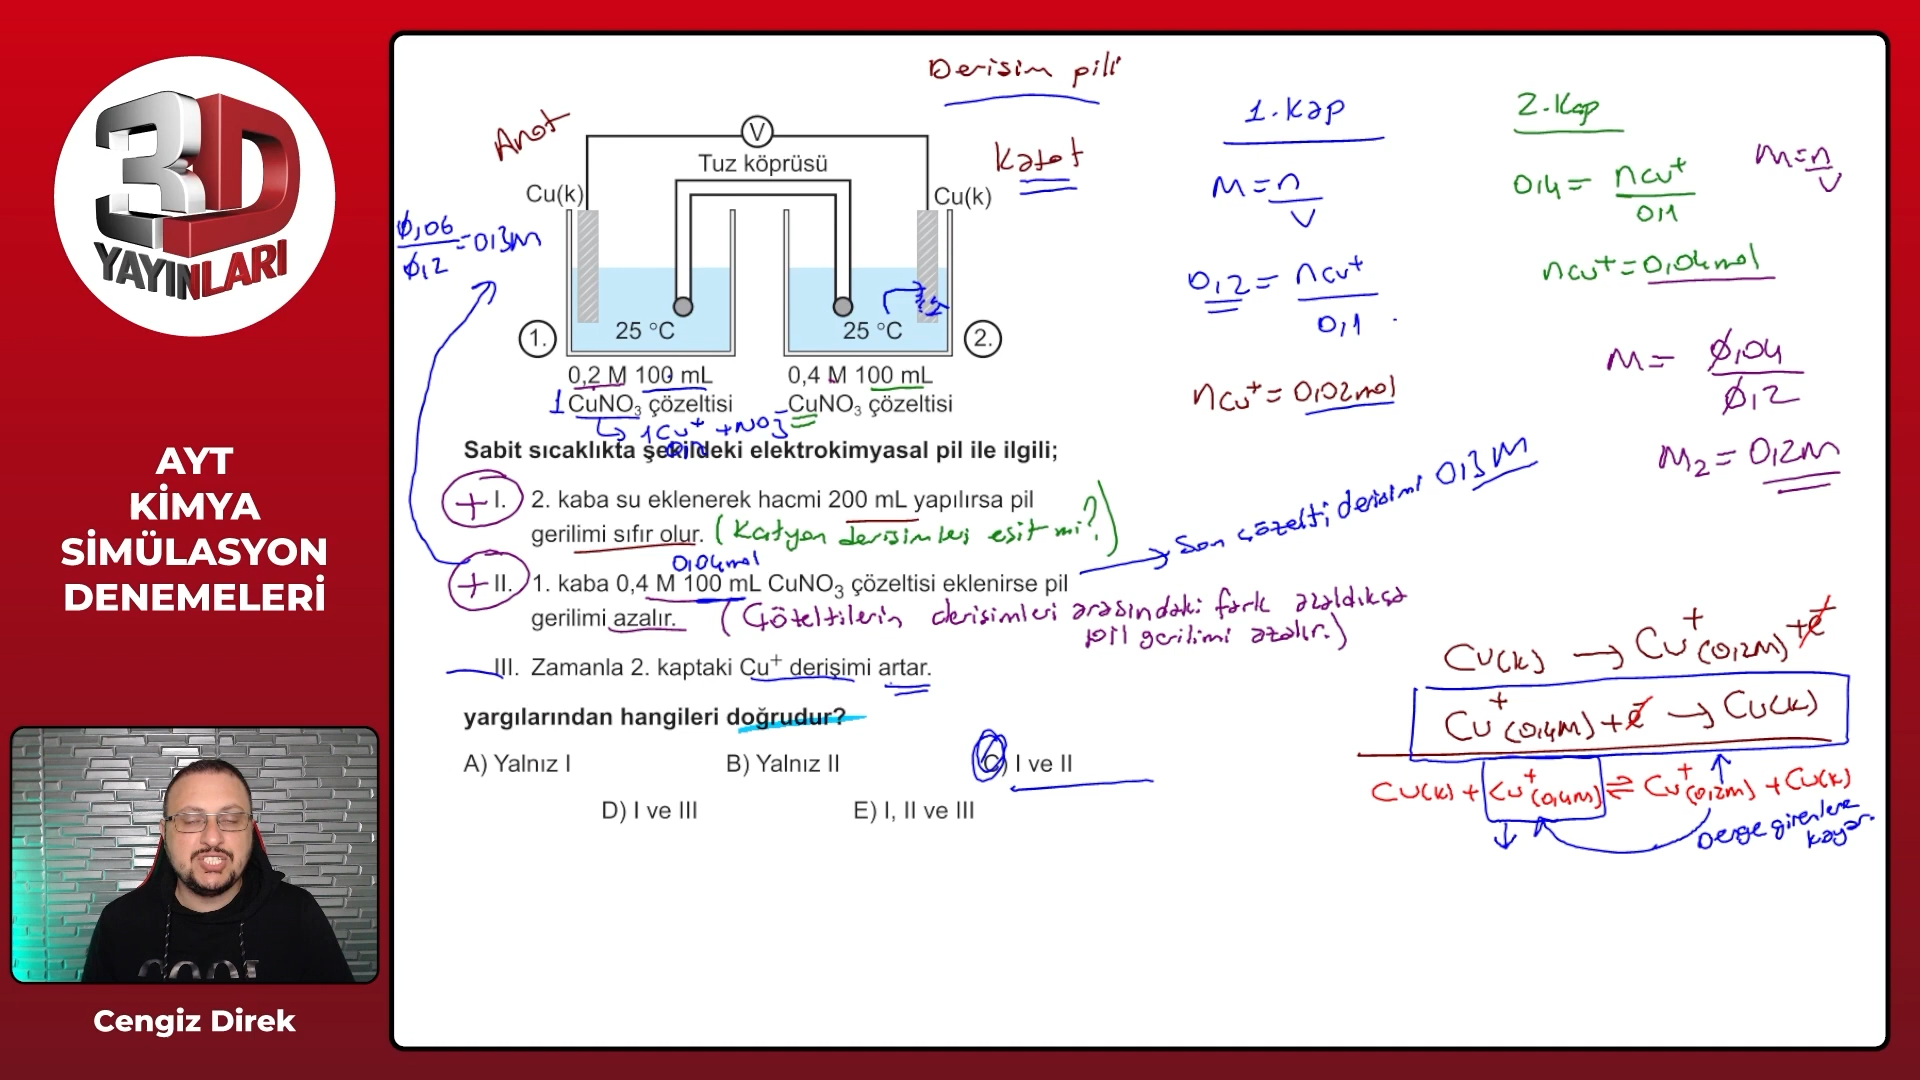 3D
YAYINLARI
AYT
KİMYA
SİMÜLASYON
DENEMELERİ
Cengiz Direk
Derişim pili
Anot
Katot
V
Tuz köprüsü
Cu(k)
Cu(k)
0,06 / 0,2 = 0,3M
25 °C
25 °C
1.
2.
0,2 M 100 mL
CuNO₃ çözeltisi
0,4 M 100 mL
CuNO₃ çözeltisi
1
1Cu⁺ + NO₃⁻
Sabit sıcaklıkta şekildeki elektrokimyasal pil ile ilgili;
+ I. 2. kaba su eklenerek hacmi 200 mL yapılırsa pil
gerilimi sıfır olur. (Katyon derişimleri eşit mi?)
0,04mol
+ II. 1. kaba 0,4 M 100 mL CuNO₃ çözeltisi eklenirse pil
gerilimi azalır. (Çözeltilerin derişimleri arasındaki fark azaldıkça
pil gerilimi azalır.)
→ Son çözelti derişimi 0,3M
III. Zamanla 2. kaptaki Cu⁺ derişimi artar.
yargılarından hangileri doğrudur?
A) Yalnız I
B) Yalnız II
C) I ve II
D) I ve III
E) I, II ve III
1. Kap
M = n / V
0,2 = nCu⁺ / 0,1
nCu⁺ = 0,02mol
2. Kap
0,4 = nCu⁺ / 0,1
M = n / V
nCu⁺ = 0,04mol
M = 0,04 / 0,2
M₂ = 0,2M
Cu(k) → Cu⁺(0,2M) + e⁻
Cu⁺(0,4M) + e⁻ → Cu(k)
Cu(k) + Cu⁺(0,4M) ⇌ Cu⁺(0,2M) + Cu(k)
Denge girenlere
kayar.